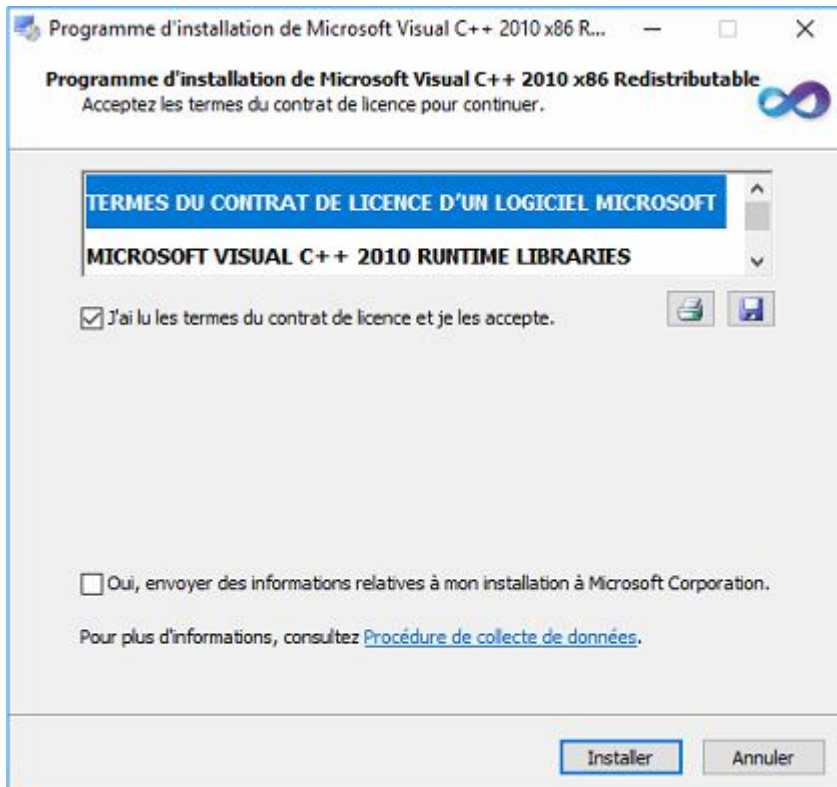 Programme d'installation de Microsoft Visual C++ 2010 x86 R...
Programme d'installation de Microsoft Visual C++ 2010 x86 Redistributable
Acceptez les termes du contrat de licence pour continuer.
TERMES DU CONTRAT DE LICENCE D’UN LOGICIEL MICROSOFT
MICROSOFT VISUAL C++ 2010 RUNTIME LIBRARIES
J'ai lu les termes du contrat de licence et je les accepte.
Oui, envoyer des informations relatives à mon installation à Microsoft Corporation.
Pour plus d'informations, consultez Procédure de collecte de données.
Installer
Annuler